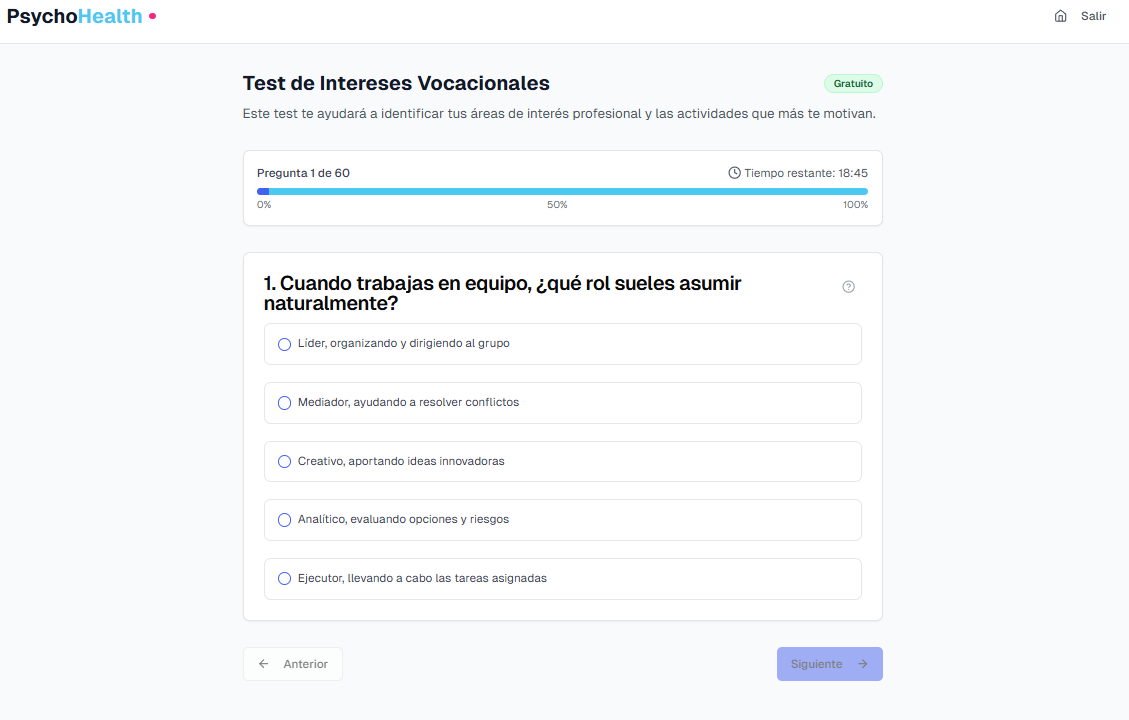 PsychoHealth
Salir
Test de Intereses Vocacionales
Gratuito
Este test te ayudará a identificar tus áreas de interés profesional y las actividades que más te motivan.
Pregunta 1 de 60
Tiempo restante: 18:45
0%
50%
100%
1. Cuando trabajas en equipo, ¿qué rol sueles asumir
naturalmente?
Líder, organizando y dirigiendo al grupo
Mediador, ayudando a resolver conflictos
Creativo, aportando ideas innovadoras
Analítico, evaluando opciones y riesgos
Ejecutor, llevando a cabo las tareas asignadas
Anterior
Siguiente